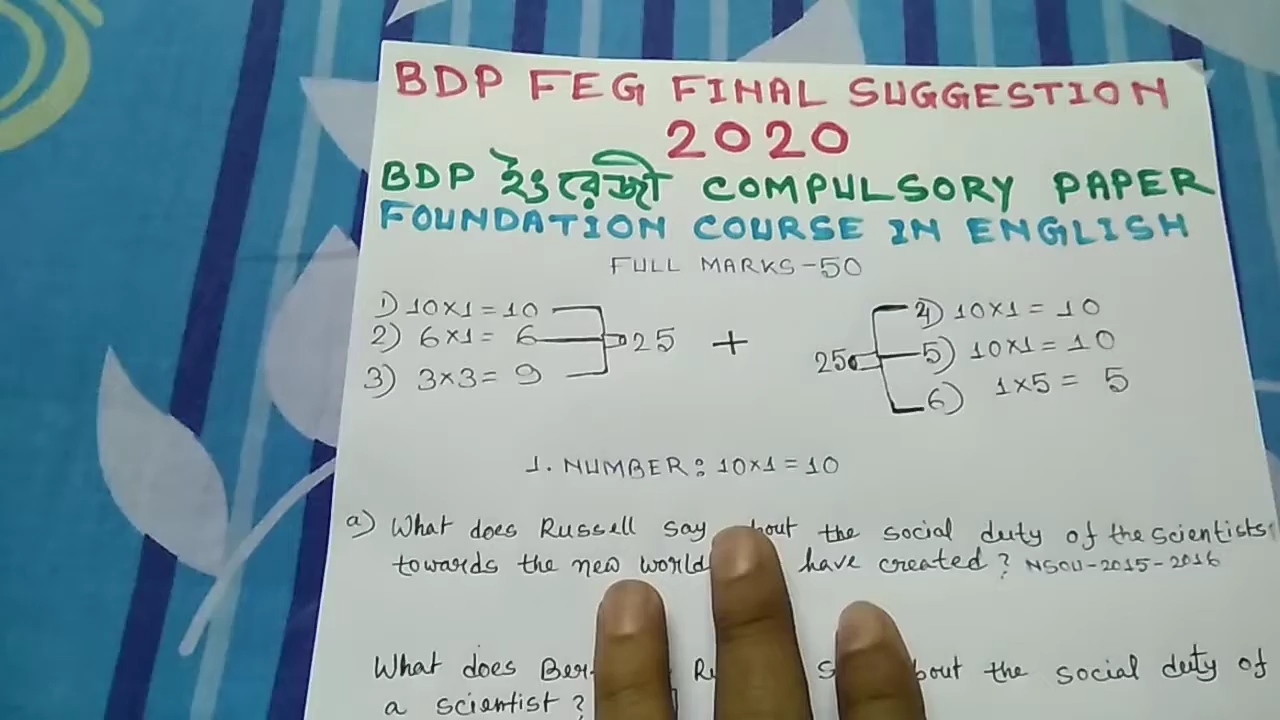 BDP FEG FINAL SUGGESTION
2020
BDP ইংরেজী COMPULSORY PAPER
FOUNDATION COURSE IN ENGLISH
FULL MARKS-50
1) 10×1 = 10
2) 6×1 = 6
3) 3×3 = 9
25 + 25
4) 10×1 = 10
5) 10×1 = 10
6) 1×5 = 5
1. NUMBER: 10×1 = 10
a) What does Russell say the social duty of the scientists
towards the new world have created? NSOU-2015-2016
What does the social duty of
a scientist?